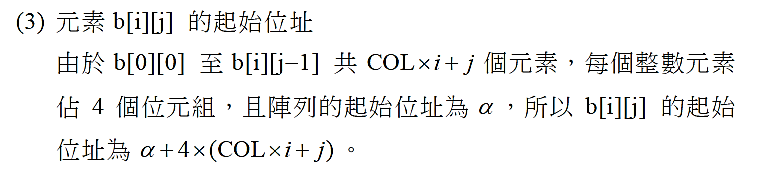 (3) 元素 b[i][j] 的起始位址
由於 b[0][0] 至 b[i][j−1] 共 COL×i+j 個元素，每個整數元素
佔 4 個位元組，且陣列的起始位址為 α，所以 b[i][j] 的起始
位址為 α+4×(COL×i+j)。